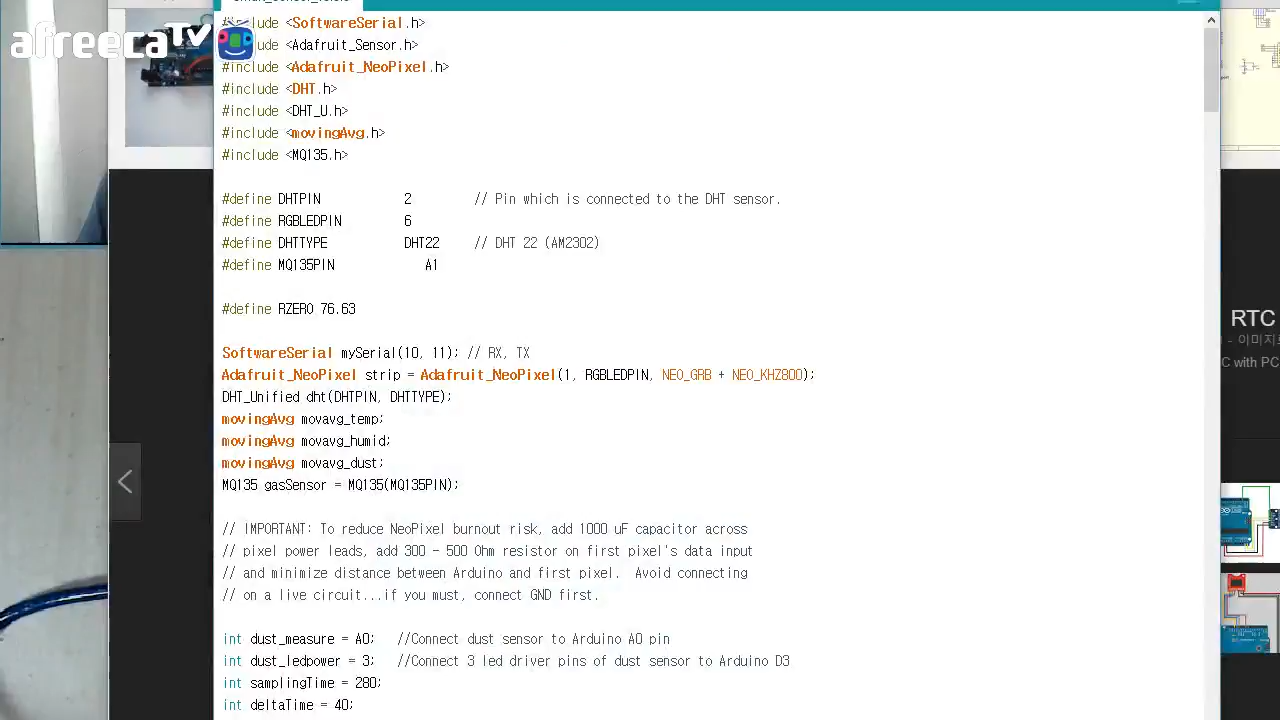 afreecaTV
#include <SoftwareSerial.h>
Adafruit_Sensor.h>
#include <Adafruit_NeoPixel.h>
#include <DHT.h>
#include <DHT_U.h>
#include <movingAvg.h>
#include <MQ135.h>
#define DHTPIN 2 // Pin which is connected to the DHT sensor.
#define RGBLEDPIN 6
#define DHTTYPE DHT22 // DHT 22 (AM2302)
#define MQ135PIN A1
#define RZERO 76.63
SoftwareSerial mySerial(10, 11); // RX, TX
Adafruit_NeoPixel strip = Adafruit_NeoPixel(1, RGBLEDPIN, NEO_GRB + NEO_KHZ800);
DHT_Unified dht(DHTPIN, DHTTYPE);
movingAvg movavg_temp;
movingAvg movavg_humid;
movingAvg movavg_dust;
MQ135 gasSensor = MQ135(MQ135PIN);
// IMPORTANT: To reduce NeoPixel burnout risk, add 1000 uF capacitor across
// pixel power leads, add 300 - 500 Ohm resistor on first pixel's data input
// and minimize distance between Arduino and first pixel. Avoid connecting
// on a live circuit...if you must, connect GND first.
int dust_measure = A0; //Connect dust sensor to Arduino A0 pin
int dust_ledpower = 3; //Connect 3 led driver pins of dust sensor to Arduino D3
int samplingTime = 280;
int deltaTime = 40;
RTC
- 이미지
C with PC